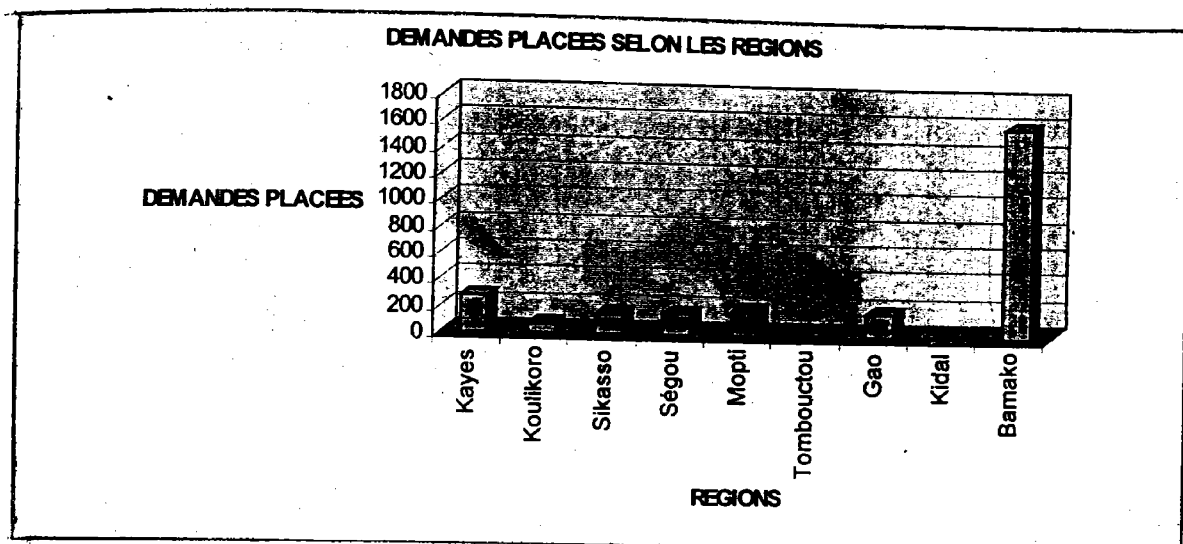 DEMANDES PLACEES SELON LES REGIONS
1800
1600
1400
1200
1000
800
600
400
200
0
DEMANDES PLACEES
Kayes
Koulikoro
Sikasso
Ségou
Mopti
Tombouctou
Gao
Kidal
Bamako
REGIONS